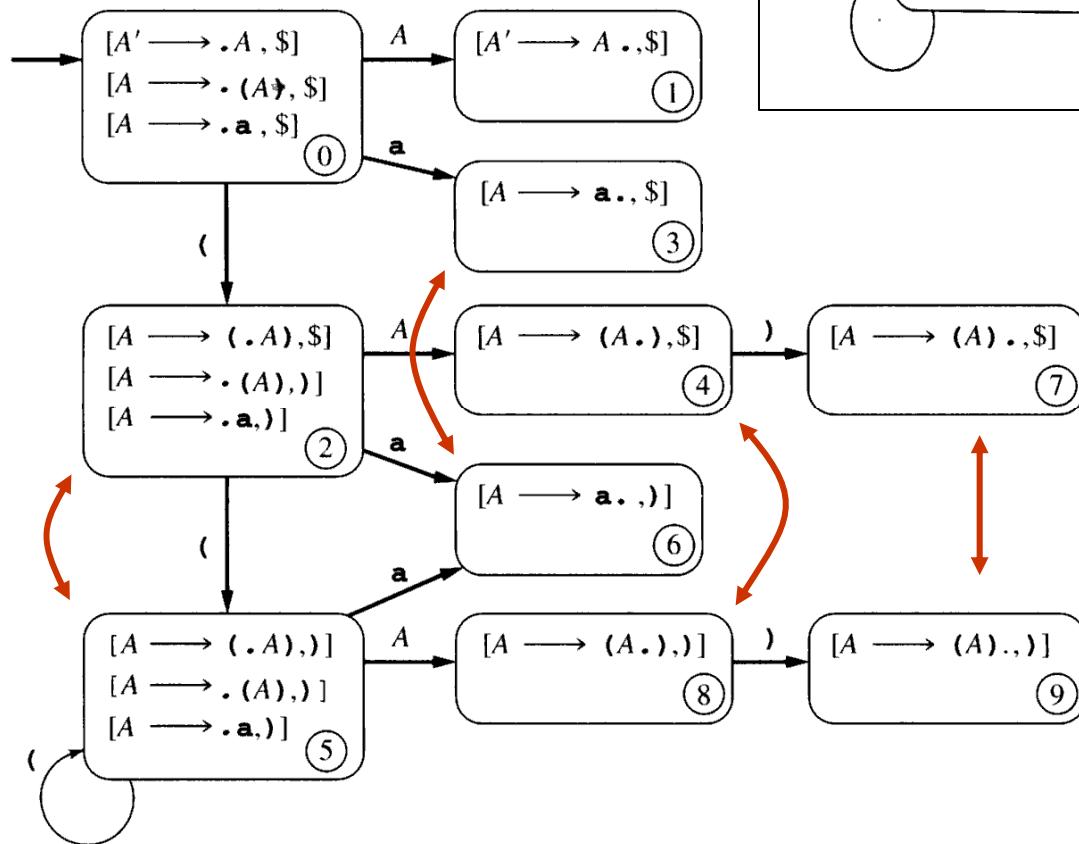 [A' ⟶ .A , $]
[A ⟶ .(A), $]
[A ⟶ .a , $]
0
A
[A' ⟶ A .,$]
1
a
[A ⟶ a., $]
3
(
[A ⟶ (.A),$]
[A ⟶ .(A),)]
[A ⟶ .a,)]
2
A
[A ⟶ (A.),$]
4
)
[A ⟶ (A).,$]
7
a
[A ⟶ a. ,)]
6
(
a
[A ⟶ (.A),)]
[A ⟶ .(A),)]
[A ⟶ .a,)]
5
A
[A ⟶ (A.),)]
8
)
[A ⟶ (A).,)]
9
(